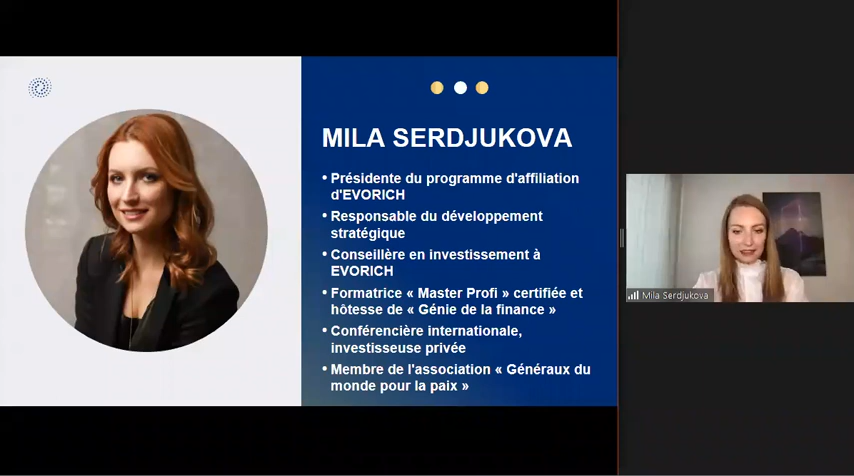 MILA SERDJUKOVA
• Présidente du programme d'affiliation
d'EVORICH
• Responsable du développement
stratégique
• Conseillère en investissement à
EVORICH
• Formatrice « Master Profi » certifiée et
hôtesse de « Génie de la finance »
• Conférencière internationale,
investisseuse privée
• Membre de l'association « Généraux du
monde pour la paix »
Mila Serdjukova